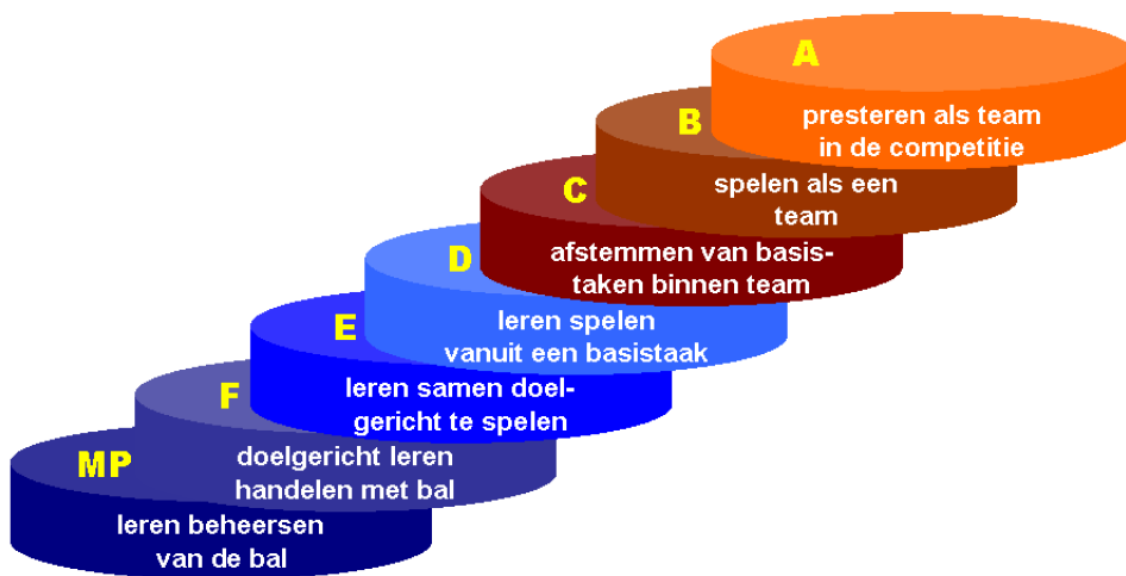 A
presteren als team
in de competitie
B
spelen als een
team
C
afstemmen van basis-
taken binnen team
D
leren spelen
vanuit een basistaak
E
leren samen doel-
gericht te spelen
F
doelgericht leren
handelen met bal
MP
leren beheersen
van de bal